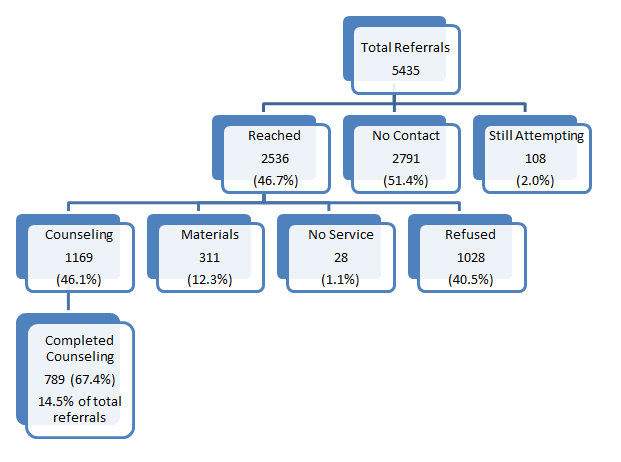 Total Referrals
5435
Reached
2536
(46.7%)
No Contact
2791
(51.4%)
Still Attempting
108
(2.0%)
Counseling
1169
(46.1%)
Materials
311
(12.3%)
No Service
28
(1.1%)
Refused
1028
(40.5%)
Completed
Counseling
789 (67.4%)
14.5% of total
referrals